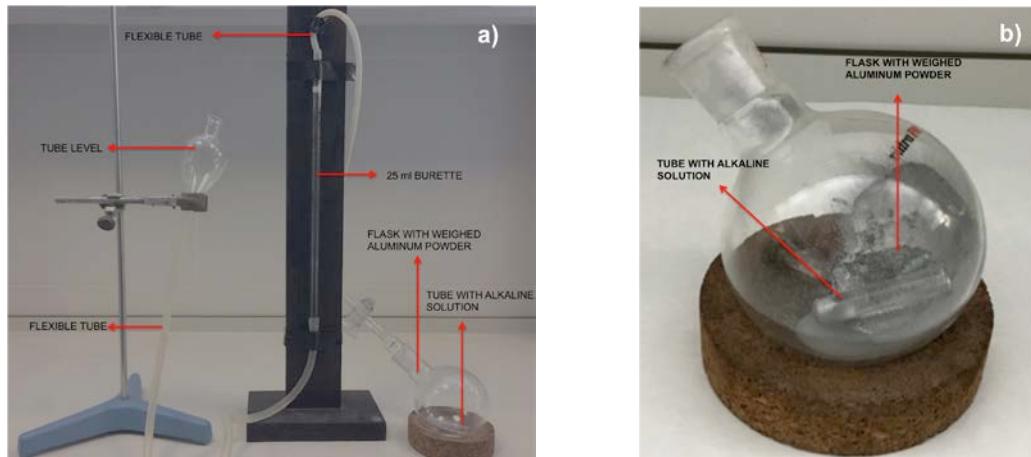 a)
FLEXIBLE TUBE
TUBE LEVEL
25 ml BURETTE
FLASK WITH WEIGHED
ALUMINUM POWDER
TUBE WITH ALKALINE
SOLUTION
FLEXIBLE TUBE
b)
FLASK WITH WEIGHED
ALUMINUM POWDER
TUBE WITH ALKALINE
SOLUTION